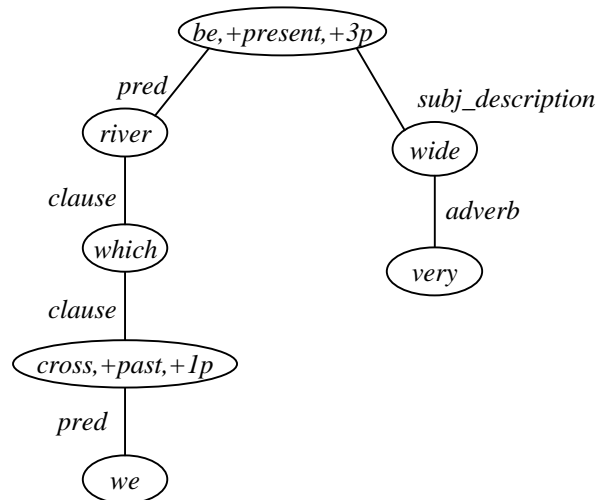 be,+present,+3p
pred
subj_description
river
wide
clause
adverb
which
very
clause
cross,+past,+1p
pred
we